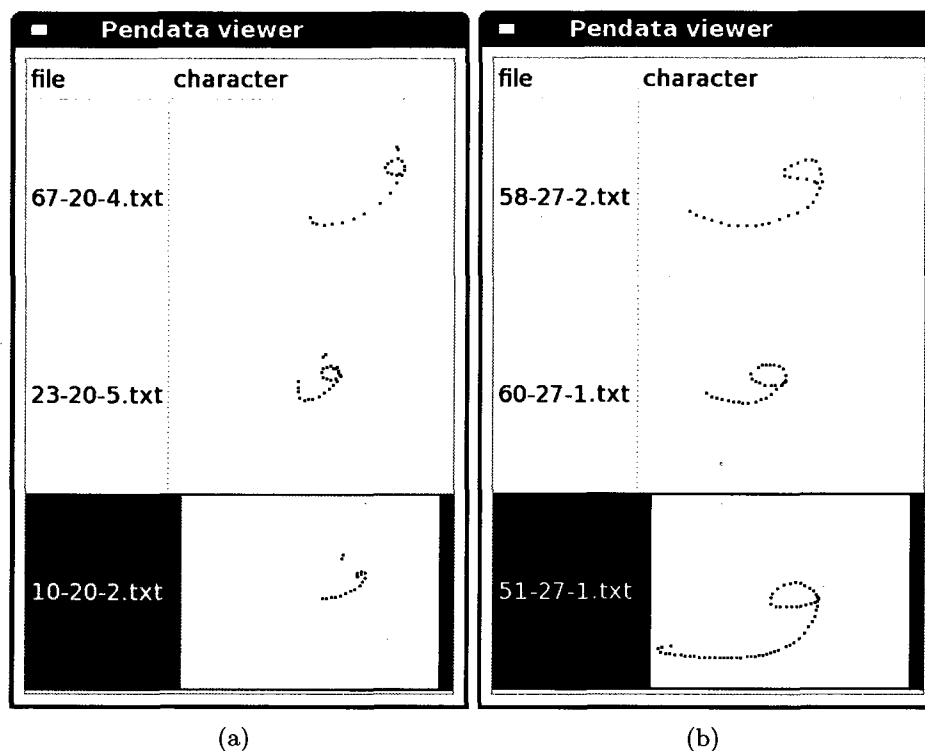 Pendata viewer
file character
67-20-4.txt
23-20-5.txt
10-20-2.txt
(a)
Pendata viewer
file character
58-27-2.txt
60-27-1.txt
51-27-1.txt
(b)